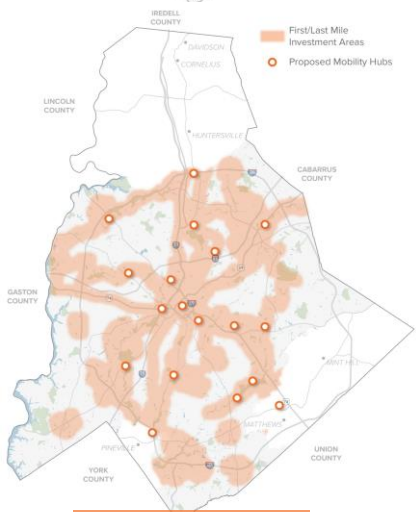 IREDELL
COUNTY
First/Last Mile
Investment Areas
Proposed Mobility Hubs
DAVIDSON
CORNELIUS
LINCOLN
COUNTY
HUNTERSVILLE
CABARRUS
COUNTY
GASTON
COUNTY
MINT HILL
MATTHEWS
PINEVILLE
UNION
COUNTY
YORK
COUNTY